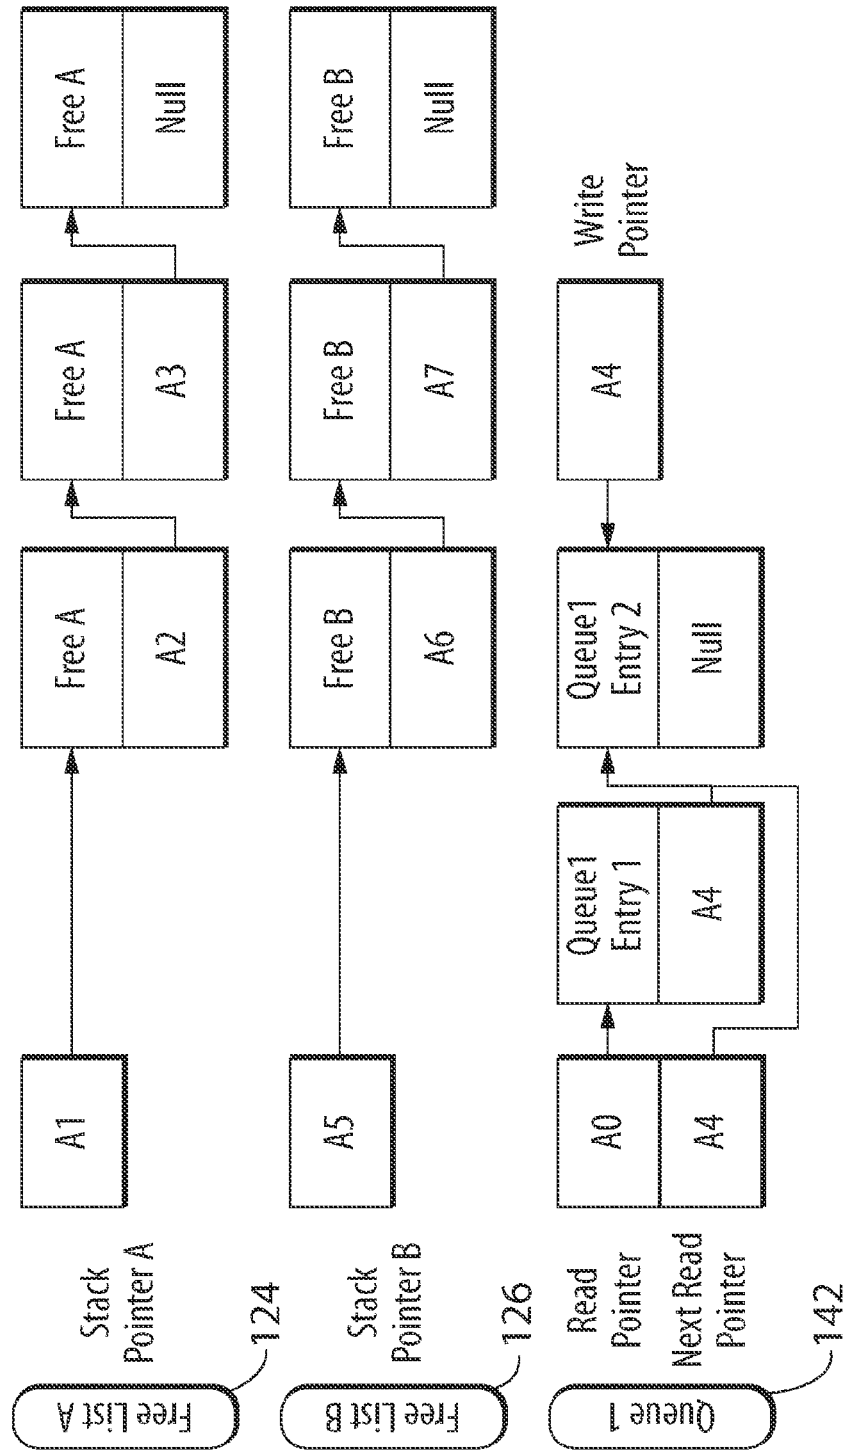 Free List A
124
Stack
Pointer A
A1
Free A
A2
Free A
A3
Free A
Null
Free List B
126
Stack
Pointer B
A5
Free B
A6
Free B
A7
Free B
Null
Queue 1
142
Read
Pointer
Next Read
Pointer
A0
A4
Queue1
Entry 1
A4
Queue1
Entry 2
Null
A4
Write
Pointer